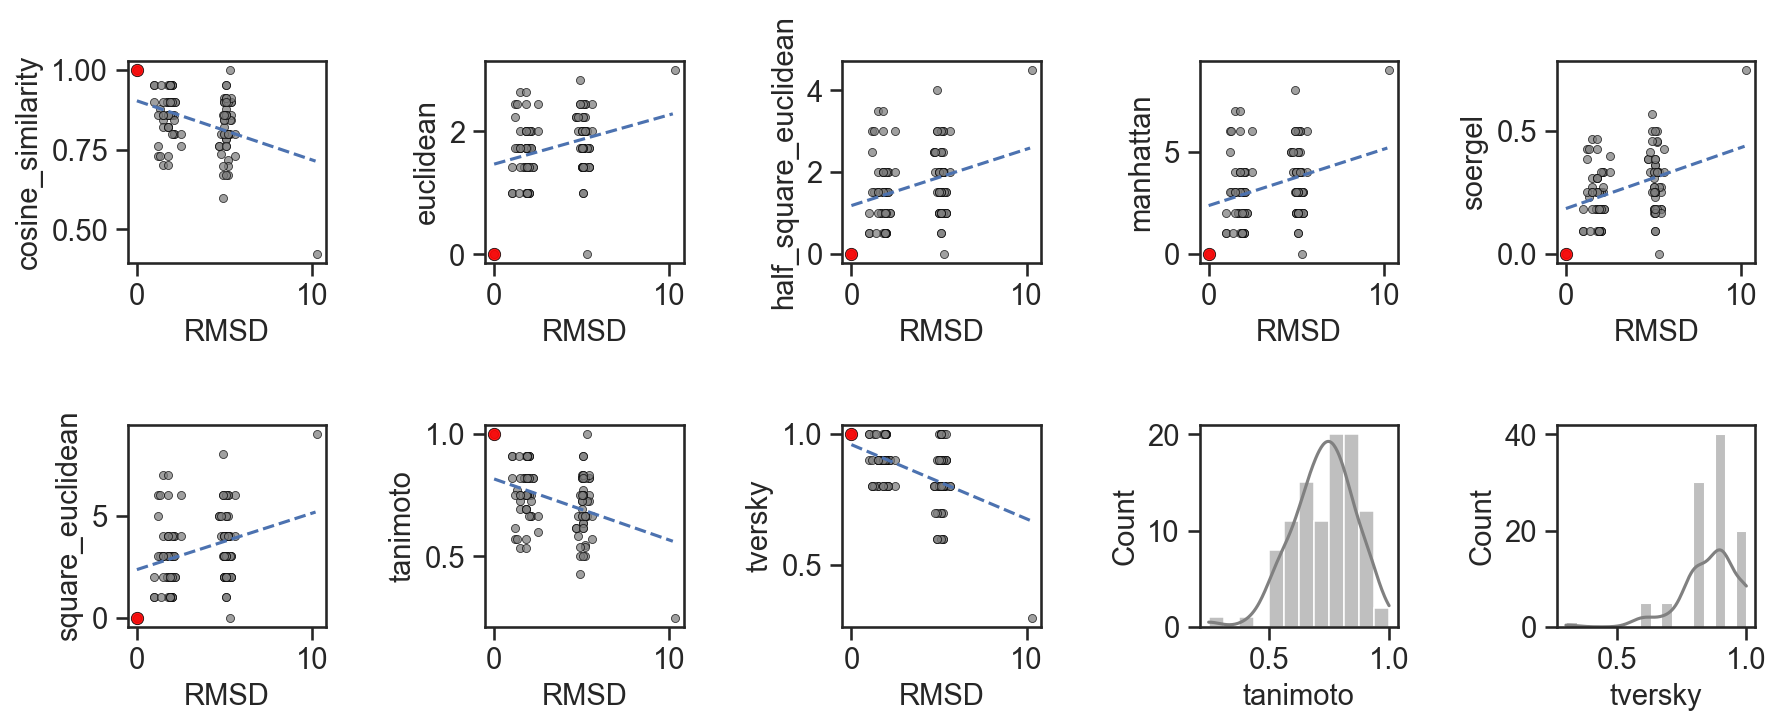 cosine_similarity
1.00
0.75
0.50
0
10
RMSD
euclidean
2
0
0
10
RMSD
half_square_euclidean
4
2
0
0
10
RMSD
manhattan
5
0
0
10
RMSD
soergel
0.5
0.0
0
10
RMSD
square_euclidean
5
0
0
10
RMSD
tanimoto
1.0
0.5
0
10
RMSD
tversky
1.0
0.5
0
10
RMSD
Count
20
10
0
0.5
1.0
tanimoto
Count
40
20
0
0.5
1.0
tversky